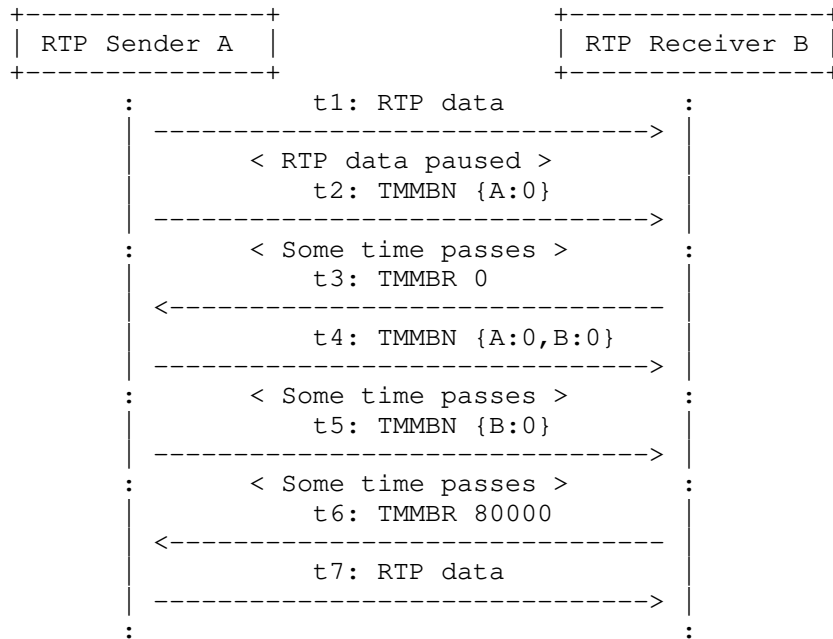 RTP Sender A RTP Receiver B
t1: RTP data
< RTP data paused >
t2: TMMBN {A:0}
< Some time passes >
t3: TMMBR 0
t4: TMMBN {A:0,B:0}
< Some time passes >
t5: TMMBN {B:0}
< Some time passes >
t6: TMMBR 80000
t7: RTP data